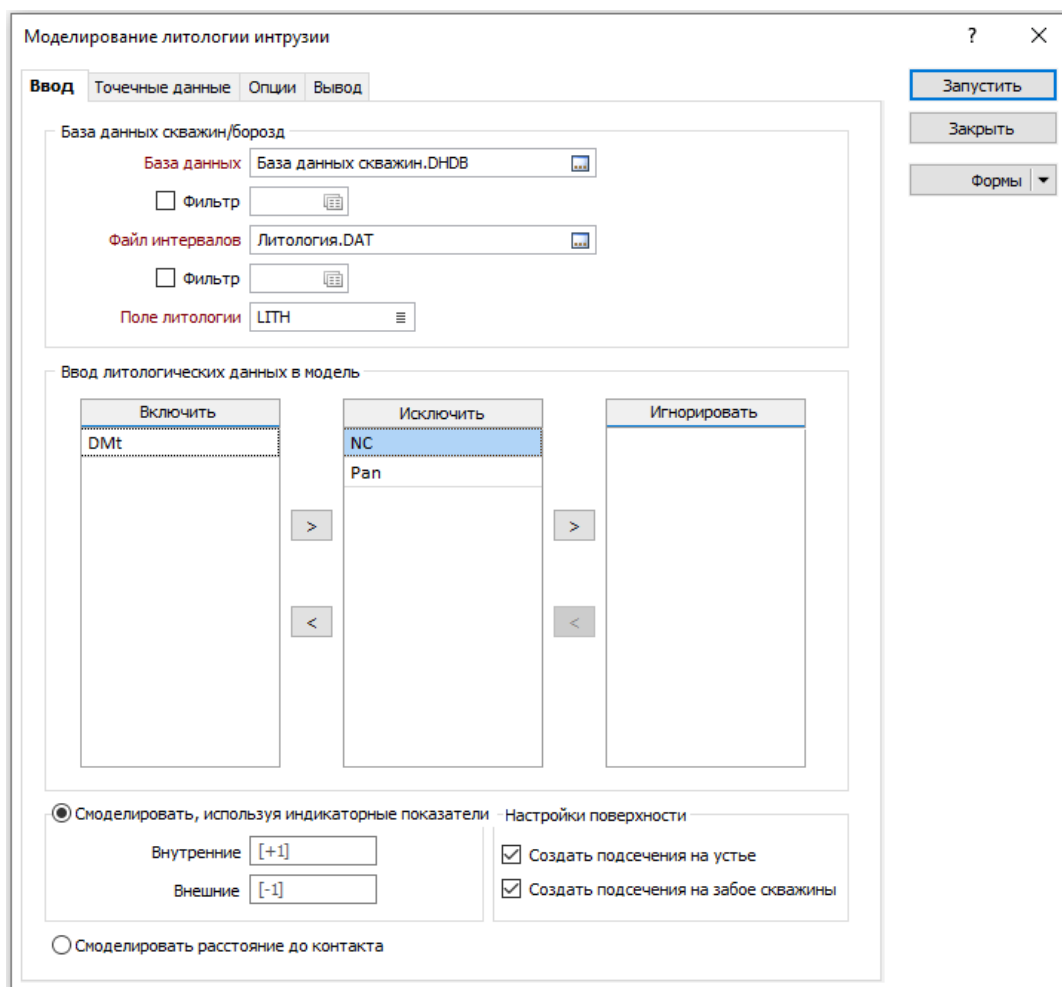 Моделирование литологии интрузии
?
Ввод Точечные данные Опции Вывод
Запустить
Закрыть
Формы
База данных скважин/борозд
База данных База данных скважин.DHDB
Фильтр
Файл интервалов Литология.DAT
Фильтр
Поле литологии LITH
Ввод литологических данных в модель
Включить Исключить Игнорировать
DMt NC
Pan
> >
< <
Смоделировать, используя индикаторные показатели Настройки поверхности
Внутренние [+1] Создать подсечения на устье
Внешние [-1] Создать подсечения на забое скважины
Смоделировать расстояние до контакта